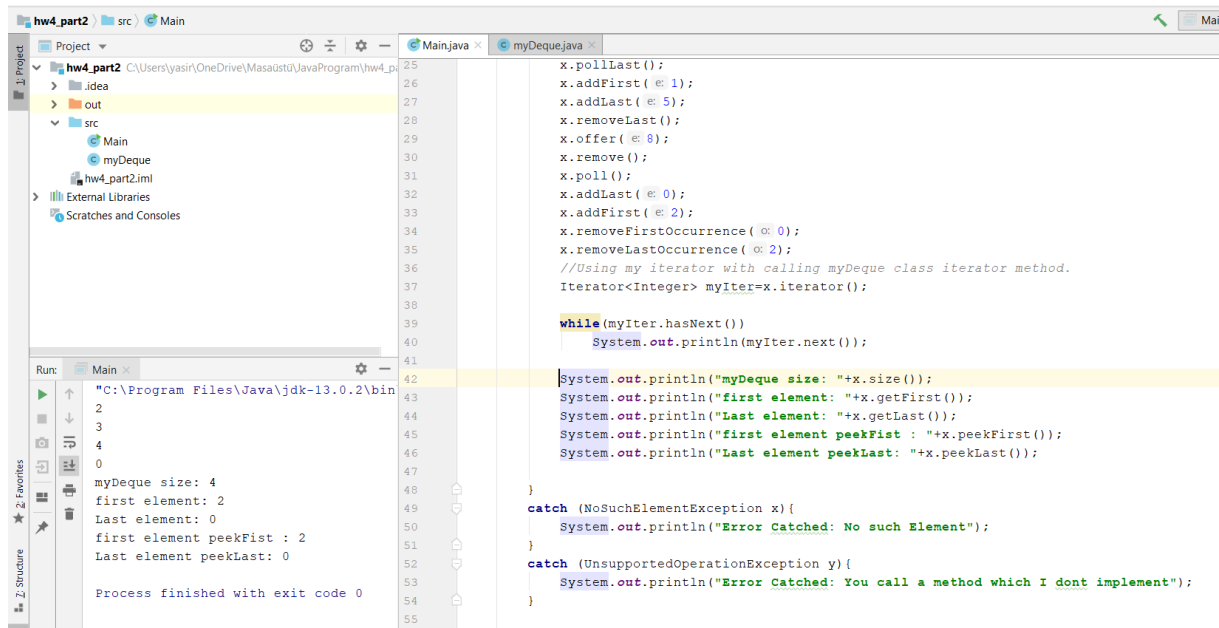 hw4_part2 src Main
Mai
1: Project
Project
hw4_part2 C:\Users\yasir\OneDrive\Masaüstü\JavaProgram\hw4_pa
.idea
out
src
Main
myDeque
hw4_part2.iml
External Libraries
Scratches and Consoles
Main.java
myDeque.java
25 x.pollLast();
26 x.addFirst( e: 1);
27 x.addLast( e: 5);
28 x.removeLast();
29 x.offer( e: 8);
30 x.remove();
31 x.poll();
32 x.addLast( e: 0);
33 x.addFirst( e: 2);
34 x.removeFirstOccurrence( o: 0);
35 x.removeLastOccurrence( o: 2);
36 //Using my iterator with calling myDeque class iterator method.
37 Iterator<Integer> myIter=x.iterator();
38
39 while(myIter.hasNext())
40 System.out.println(myIter.next());
41
42 System.out.println("myDeque size: "+x.size());
43 System.out.println("first element: "+x.getFirst());
44 System.out.println("Last element: "+x.getLast());
45 System.out.println("first element peekFist : "+x.peekFirst());
46 System.out.println("Last element peekLast: "+x.peekLast());
47
48 }
49 catch (NoSuchElementException x){
50 System.out.println("Error Catched: No such Element");
51 }
52 catch (UnsupportedOperationException y){
53 System.out.println("Error Catched: You call a method which I dont implement");
54 }
55
Run: Main
"C:\Program Files\Java\jdk-13.0.2\bin
2
3
4
0
myDeque size: 4
first element: 2
Last element: 0
first element peekFist : 2
Last element peekLast: 0
Process finished with exit code 0
2: Favorites
7: Structure